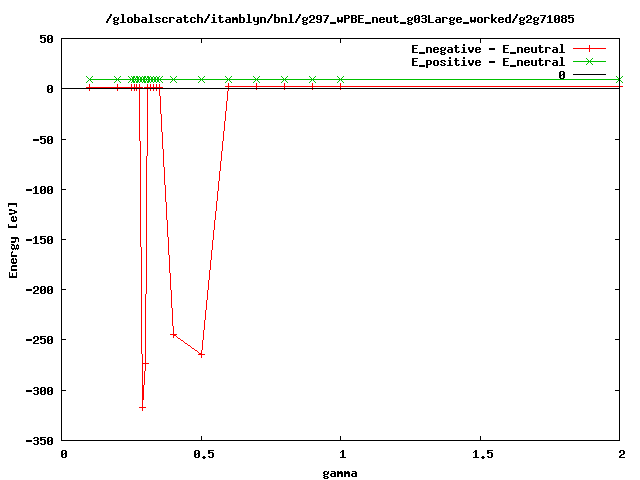 /globalscratch/itamblyn/bnl/g297_wPBE_neut_g03Large_worked/g2g71085
E_negative - E_neutral
E_positive - E_neutral
0
50
0
-50
-100
-150
-200
-250
-300
-350
Energy [eV]
0 0.5 1 1.5 2
gamma